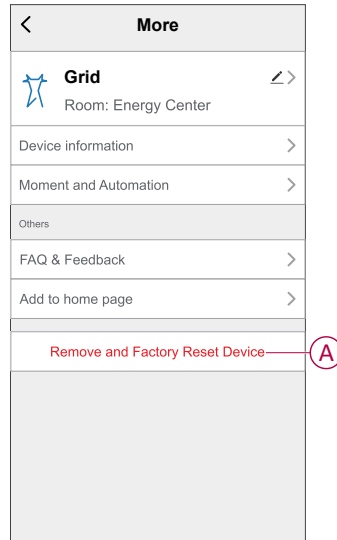 More
Grid
Room: Energy Center
Device information
Moment and Automation
Others
FAQ & Feedback
Add to home page
Remove and Factory Reset Device
A